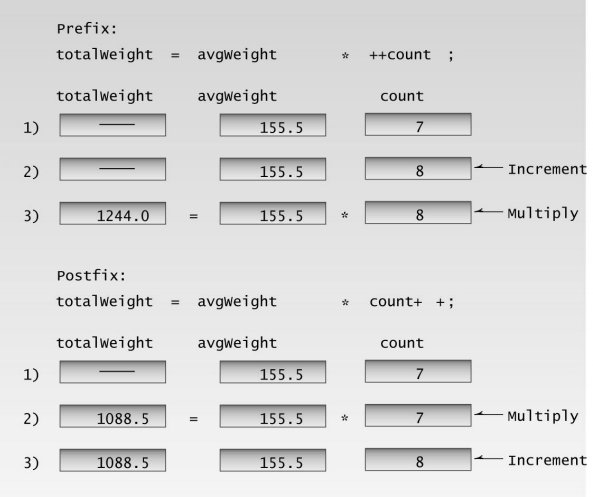 Prefix:
totalWeight = avgWeight * ++count ;
totalWeight avgWeight count
1) —— 155.5 7
2) —— 155.5 8 Increment
3) 1244.0 = 155.5 * 8 Multiply
Postfix:
totalWeight = avgWeight * count+ +;
totalWeight avgWeight count
1) —— 155.5 7
2) 1088.5 = 155.5 * 7 Multiply
3) 1088.5 155.5 8 Increment